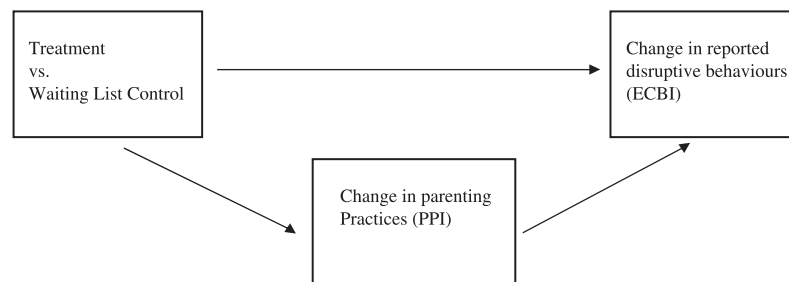 Treatment
vs.
Waiting List Control
Change in reported
disruptive behaviours
(ECBI)
Change in parenting
Practices (PPI)